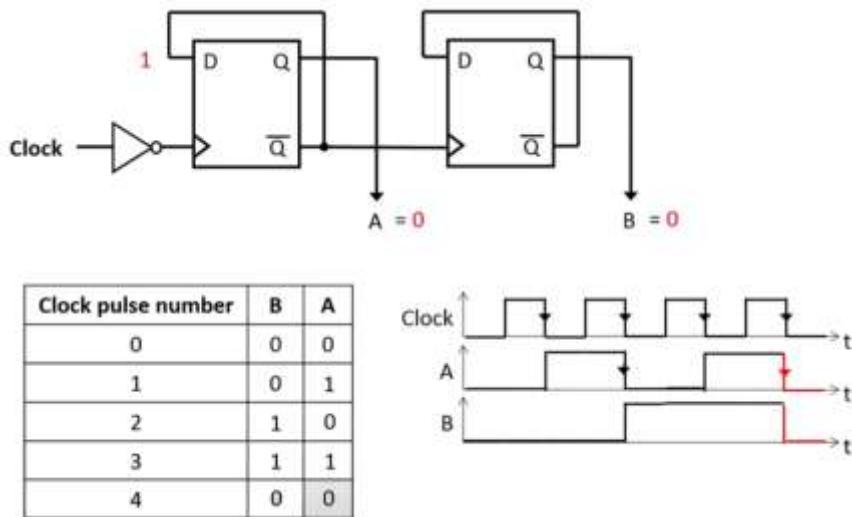 1 D Q D Q
Clock Q Q
A = 0 B = 0
Clock pulse number B A
0 0 0
1 0 1
2 1 0
3 1 1
4 0 0
Clock t
A t
B t